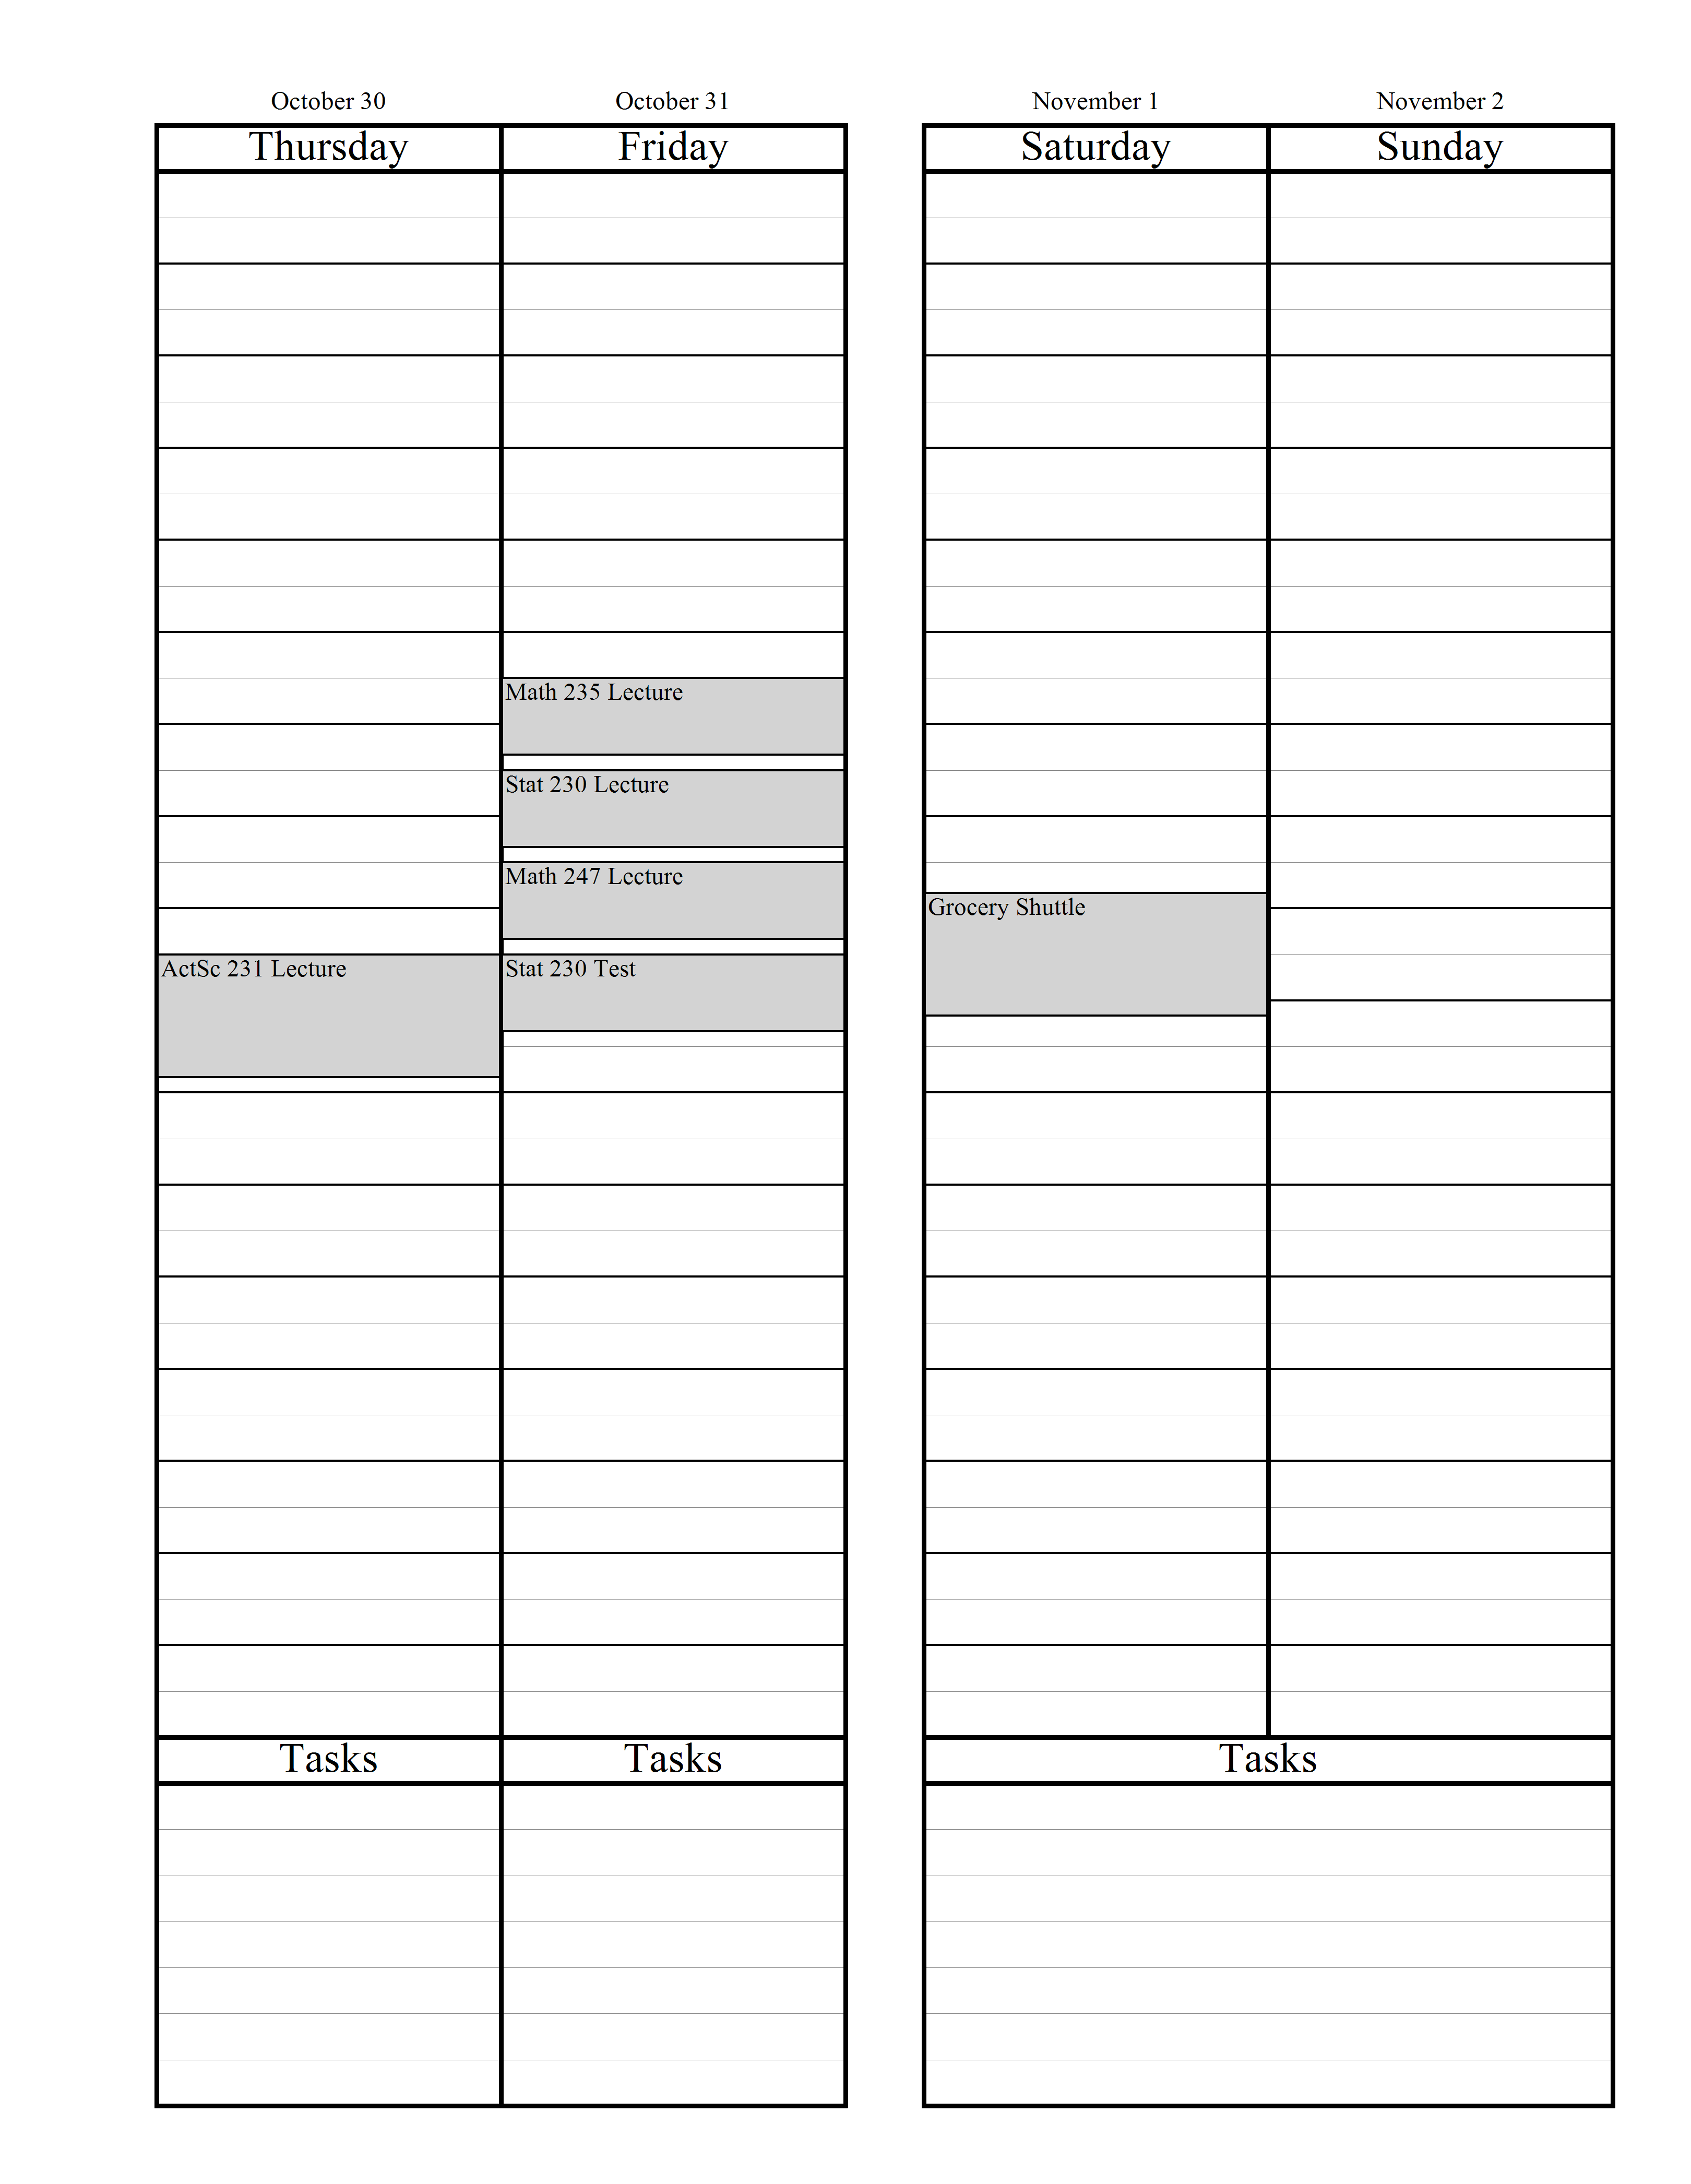 October 30
October 31
November 1
November 2
Thursday
Friday
Saturday
Sunday
Math 235 Lecture
Stat 230 Lecture
Math 247 Lecture
Grocery Shuttle
ActSc 231 Lecture
Stat 230 Test
Tasks
Tasks
Tasks